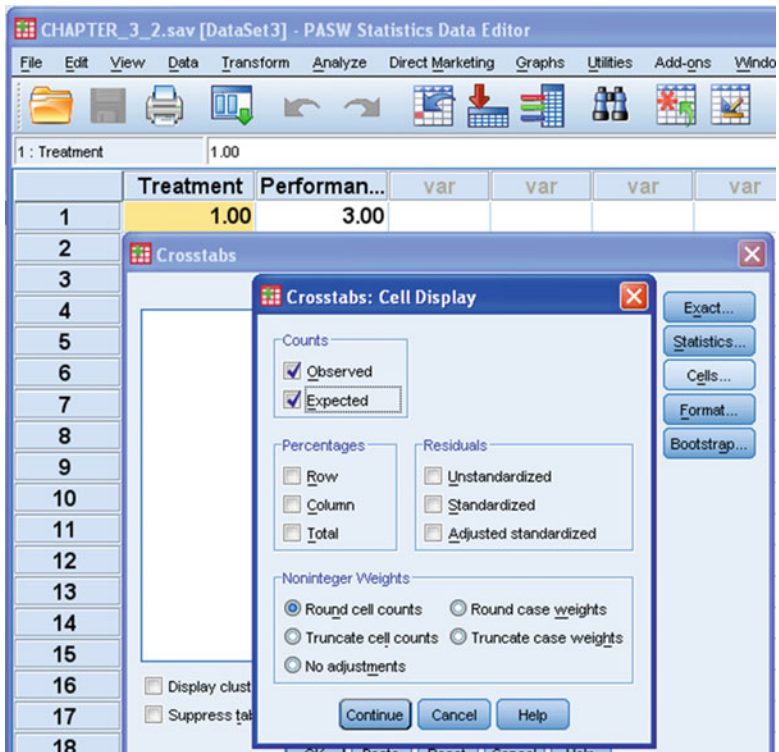 CHAPTER_3_2.sav [DataSet3] - PASW Statistics Data Editor
File Edit View Data Transform Analyze Direct Marketing Graphs Utilities Add-ons
1 : Treatment 1.00
Treatment Performan... var var var var
1 1.00 3.00
2
Crosstabs
3
Crosstabs: Cell Display
4
Exact...
Counts
5
Statistics...
Observed
6
Cells...
Expected
7
Format...
8
Bootstrap...
Percentages Residuals
9
Row Unstandardized
10
Column Standardized
11
Total Adjusted standardized
12
Noninteger Weights
13
Round cell counts Round case weights
14
Truncate cell counts Truncate case weights
15
No adjustments
16
Display
17
Suppress
Continue Cancel Help
18